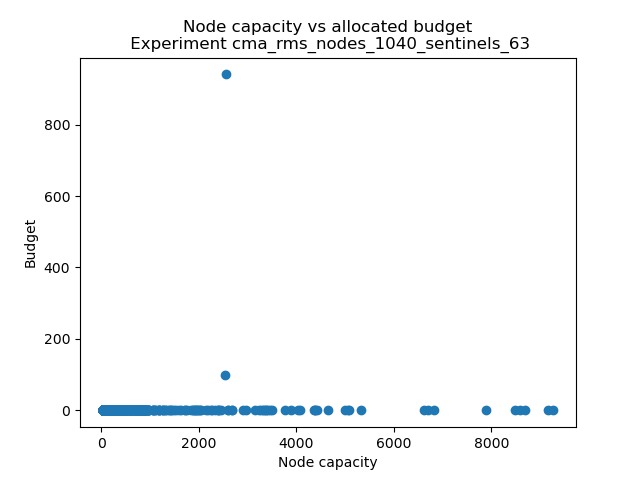 Node capacity vs allocated budget
Experiment cma_rms_nodes_1040_sentinels_63
800
600
400
200
0
Budget
0 2000 4000 6000 8000
Node capacity